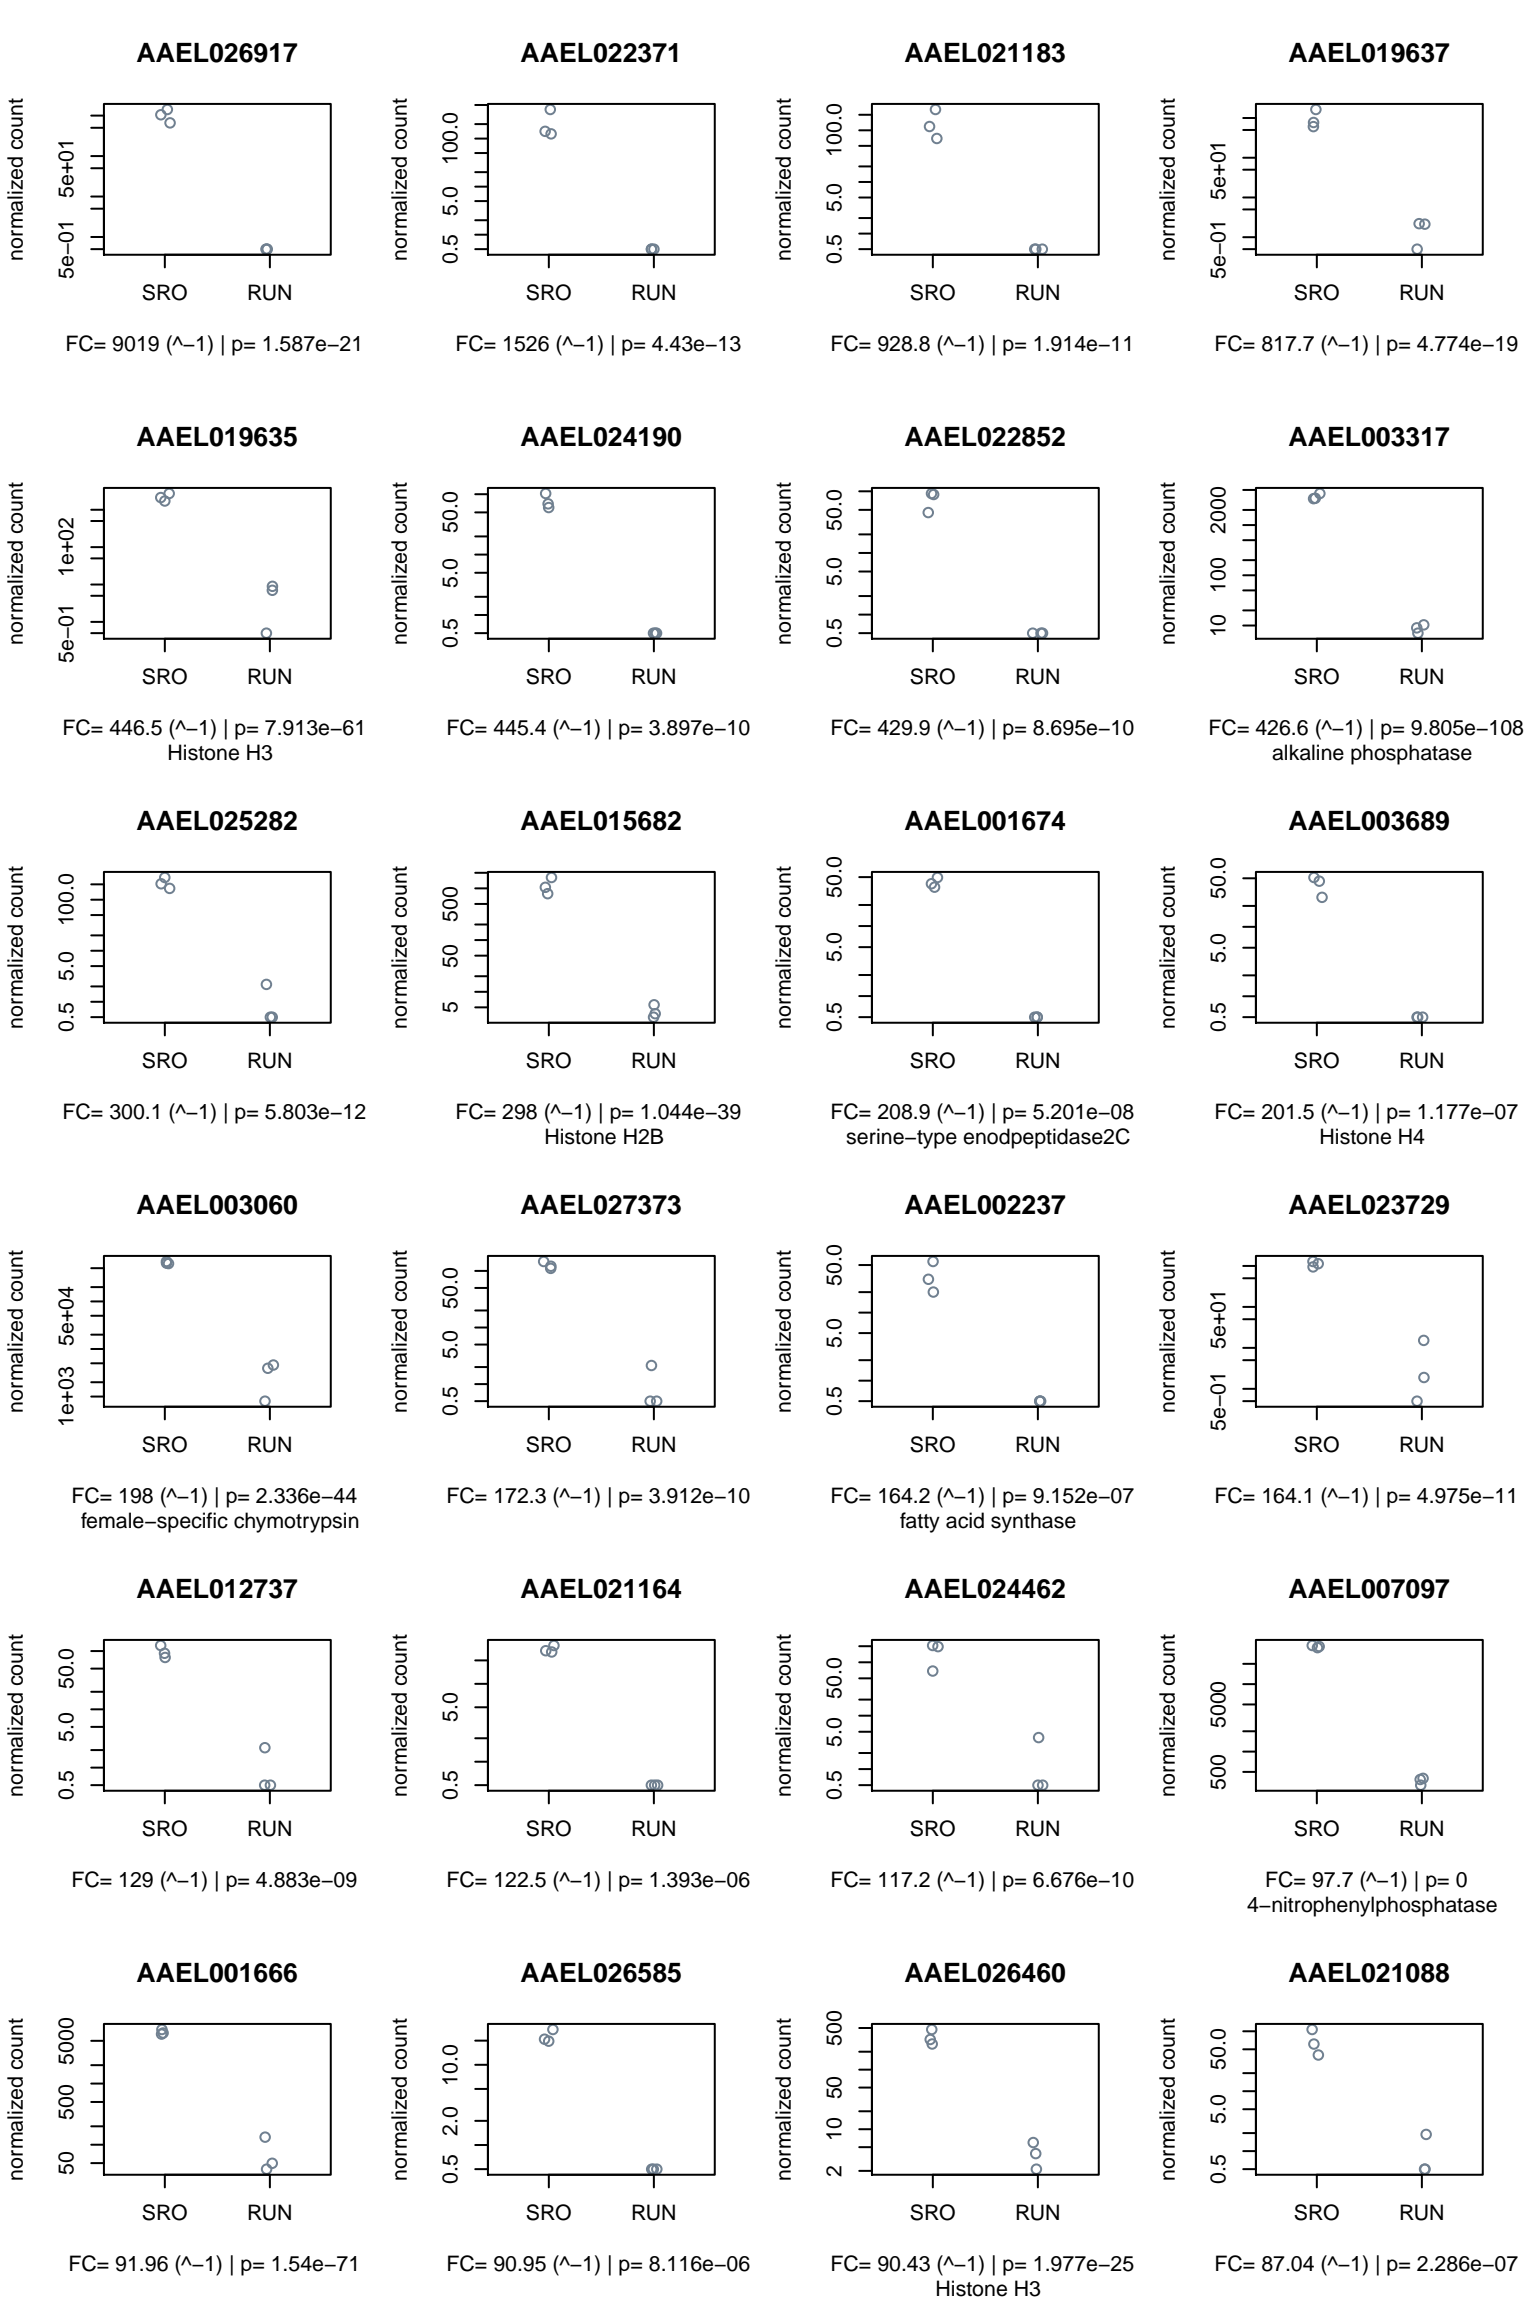 AAEL026917 AAEL022371 AAEL021183 AAEL019637
normalized count normalized count normalized count normalized count
5e−01 5e+01 0.5 5.0 100.0 0.5 5.0 100.0 5e−01 5e+01
SRO RUN SRO RUN SRO RUN SRO RUN
FC= 9019 (^−1) | p= 1.587e−21 FC= 1526 (^−1) | p= 4.43e−13 FC= 928.8 (^−1) | p= 1.914e−11 FC= 817.7 (^−1) | p= 4.774e−19
AAEL019635 AAEL024190 AAEL022852 AAEL003317
normalized count normalized count normalized count normalized count
5e−01 1e+02 0.5 5.0 50.0 0.5 5.0 50.0 10 100 2000
SRO RUN SRO RUN SRO RUN SRO RUN
FC= 446.5 (^−1) | p= 7.913e−61 FC= 445.4 (^−1) | p= 3.897e−10 FC= 429.9 (^−1) | p= 8.695e−10 FC= 426.6 (^−1) | p= 9.805e−108
Histone H3 alkaline phosphatase
AAEL025282 AAEL015682 AAEL001674 AAEL003689
normalized count normalized count normalized count normalized count
0.5 5.0 100.0 5 50 500 0.5 5.0 50.0 0.5 5.0 50.0
SRO RUN SRO RUN SRO RUN SRO RUN
FC= 300.1 (^−1) | p= 5.803e−12 FC= 298 (^−1) | p= 1.044e−39 FC= 208.9 (^−1) | p= 5.201e−08 FC= 201.5 (^−1) | p= 1.177e−07
Histone H2B serine−type enodpeptidase2C Histone H4
AAEL003060 AAEL027373 AAEL002237 AAEL023729
normalized count normalized count normalized count normalized count
1e+03 5e+04 0.5 5.0 50.0 0.5 5.0 50.0 5e−01 5e+01
SRO RUN SRO RUN SRO RUN SRO RUN
FC= 198 (^−1) | p= 2.336e−44 FC= 172.3 (^−1) | p= 3.912e−10 FC= 164.2 (^−1) | p= 9.152e−07 FC= 164.1 (^−1) | p= 4.975e−11
female−specific chymotrypsin fatty acid synthase
AAEL012737 AAEL021164 AAEL024462 AAEL007097
normalized count normalized count normalized count normalized count
0.5 5.0 50.0 0.5 5.0 0.5 5.0 50.0 500 5000
SRO RUN SRO RUN SRO RUN SRO RUN
FC= 129 (^−1) | p= 4.883e−09 FC= 122.5 (^−1) | p= 1.393e−06 FC= 117.2 (^−1) | p= 6.676e−10 FC= 97.7 (^−1) | p= 0
4−nitrophenylphosphatase
AAEL001666 AAEL026585 AAEL026460 AAEL021088
normalized count normalized count normalized count normalized count
50 500 5000 0.5 2.0 10.0 2 10 50 500 0.5 5.0 50.0
SRO RUN SRO RUN SRO RUN SRO RUN
FC= 91.96 (^−1) | p= 1.54e−71 FC= 90.95 (^−1) | p= 8.116e−06 FC= 90.43 (^−1) | p= 1.977e−25 FC= 87.04 (^−1) | p= 2.286e−07
Histone H3